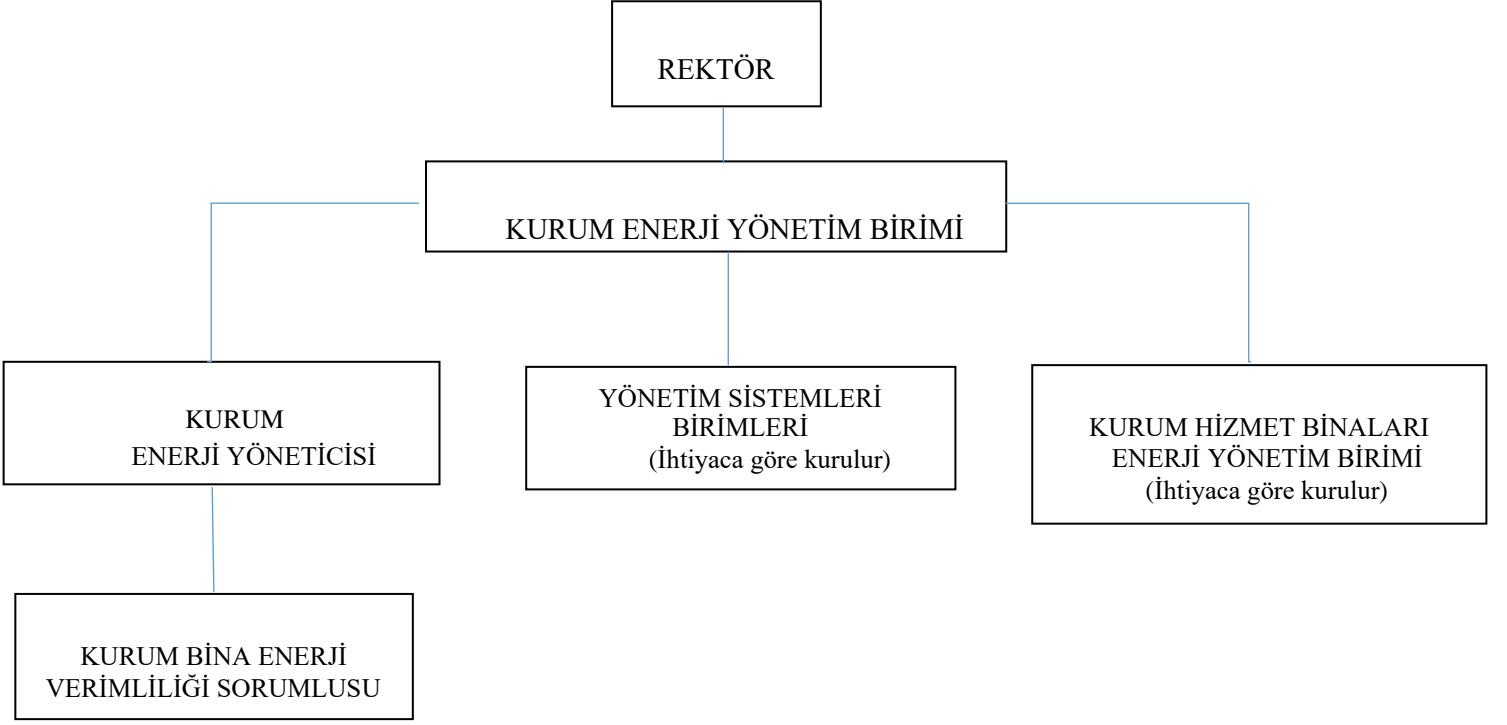 REKTÖR
KURUM ENERJİ YÖNETİM BİRİMİ
KURUM
ENERJİ YÖNETİCİSİ
YÖNETİM SİSTEMLERİ
BİRİMLERİ
(İhtiyaca göre kurulur)
KURUM HİZMET BİNALARI
ENERJİ YÖNETİM BİRİMİ
(İhtiyaca göre kurulur)
KURUM BİNA ENERJİ
VERİMLİLİĞİ SORUMLUSU